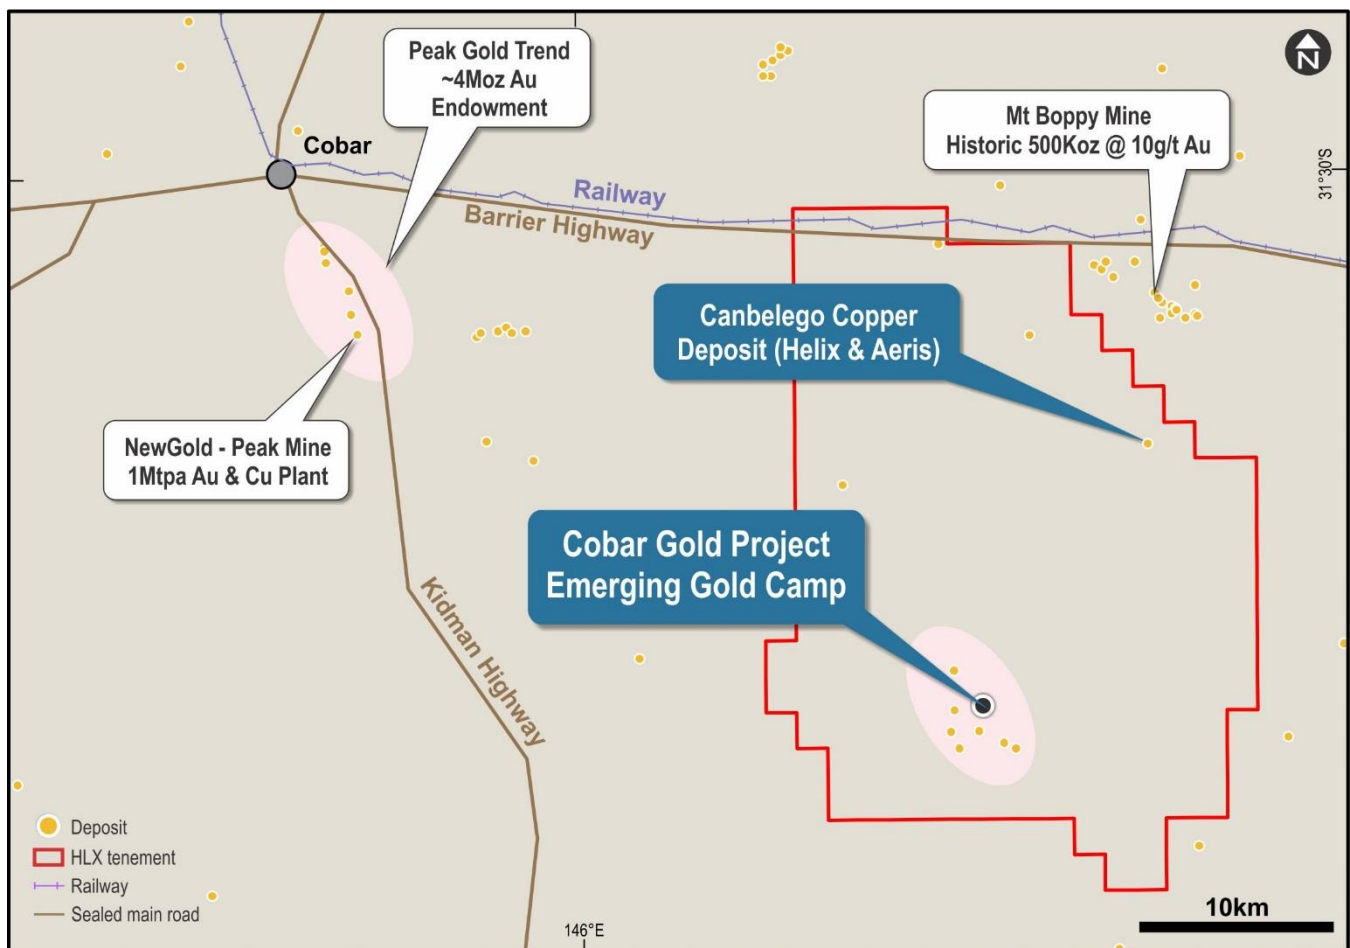 Peak Gold Trend
~4Moz Au
Endowment
N
Mt Boppy Mine
Historic 500Koz @ 10g/t Au
Cobar
31°30'S
Railway
Barrier Highway
Canbelego Copper
Deposit (Helix & Aeris)
NewGold - Peak Mine
1Mtpa Au & Cu Plant
Cobar Gold Project
Emerging Gold Camp
Kidman Highway
Deposit
HLX tenement
Railway
Sealed main road
146°E
10km